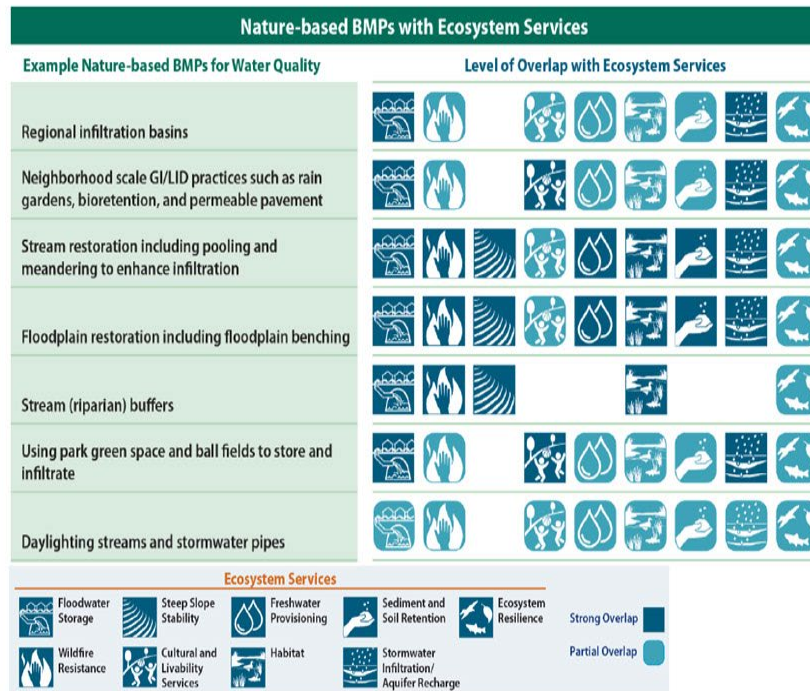 Nature-based BMPs with Ecosystem Services
Example Nature-based BMPs for Water Quality
Level of Overlap with Ecosystem Services
Regional infiltration basins
Neighborhood scale GI/LID practices such as rain
gardens, bioretention, and permeable pavement
Stream restoration including pooling and
meandering to enhance infiltration
Floodplain restoration including floodplain benching
Stream (riparian) buffers
Using park green space and ball fields to store and
infiltrate
Daylighting streams and stormwater pipes
Ecosystem Services
Floodwater
Storage
Steep Slope
Stability
Freshwater
Provisioning
Sediment and
Soil Retention
Ecosystem
Resilience
Wildfire
Resistance
Cultural and
Livability
Services
Habitat
Stormwater
Infiltration/
Aquifer Recharge
Strong Overlap
Partial Overlap